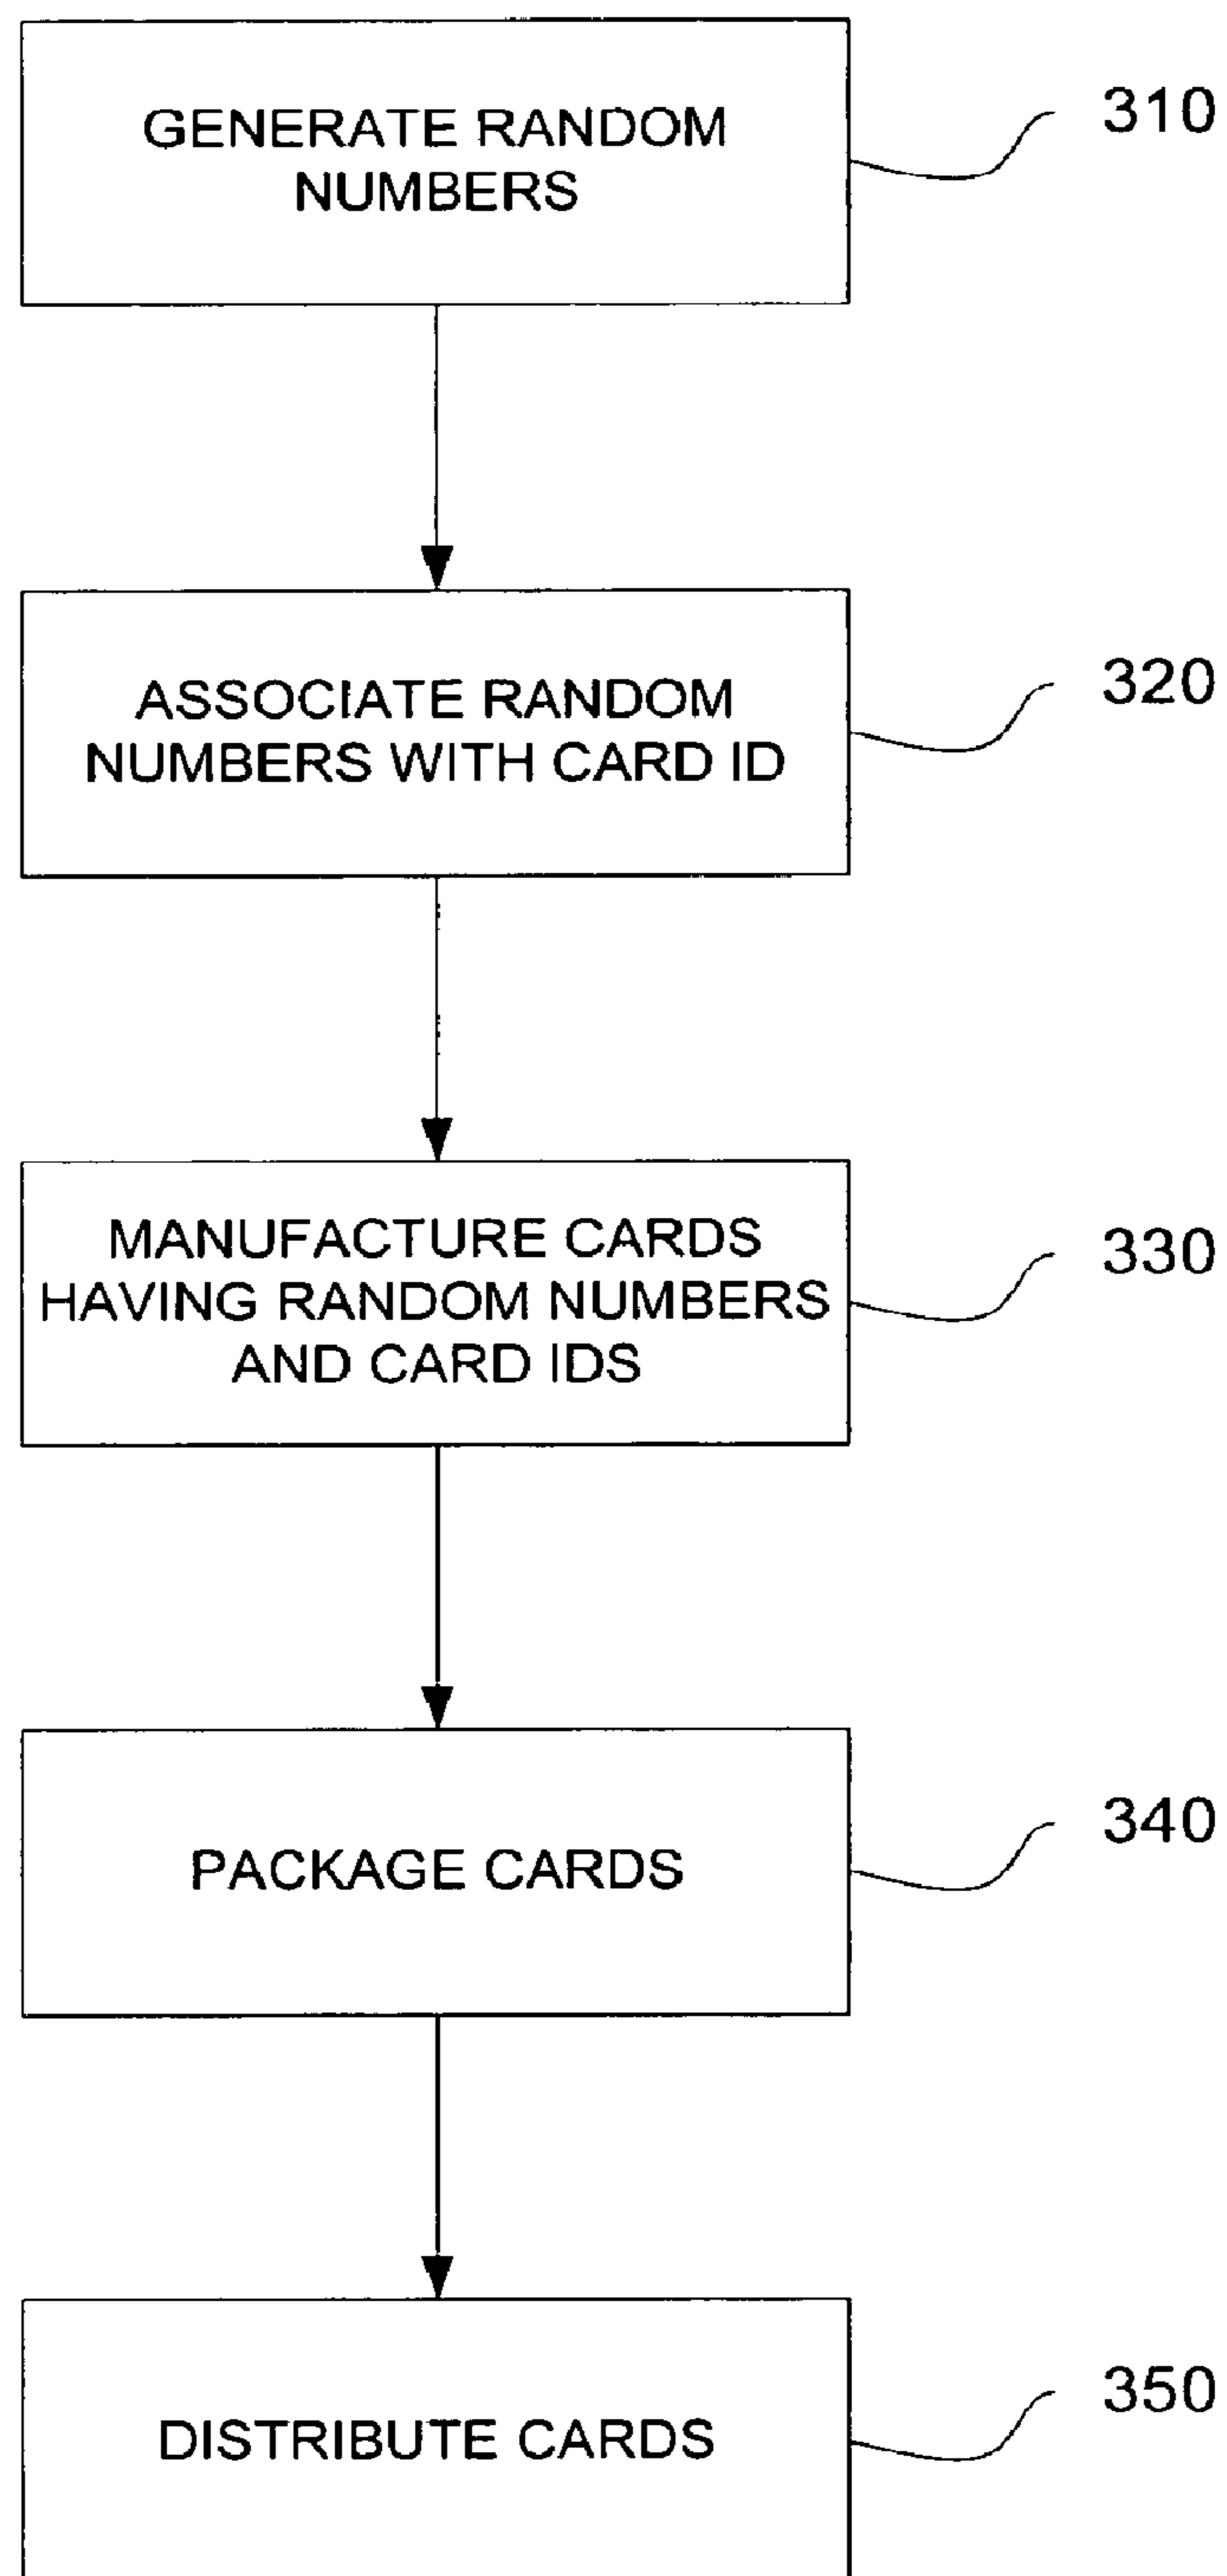 GENERATE RANDOM
NUMBERS
310
ASSOCIATE RANDOM
NUMBERS WITH CARD ID
320
MANUFACTURE CARDS
HAVING RANDOM NUMBERS
AND CARD IDS
330
PACKAGE CARDS
340
DISTRIBUTE CARDS
350